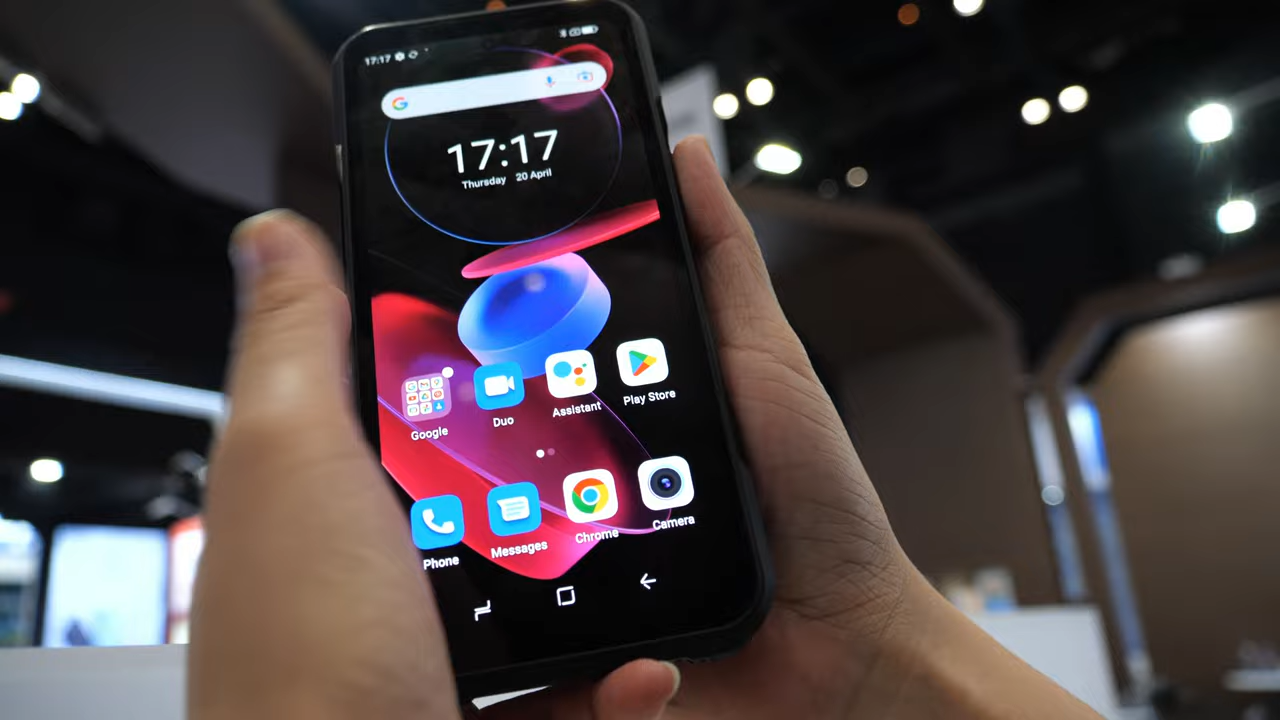 17:17
17:17
Thursday 20 April
Google
Duo
Assistant
Play Store
Phone
Messages
Chrome
Camera